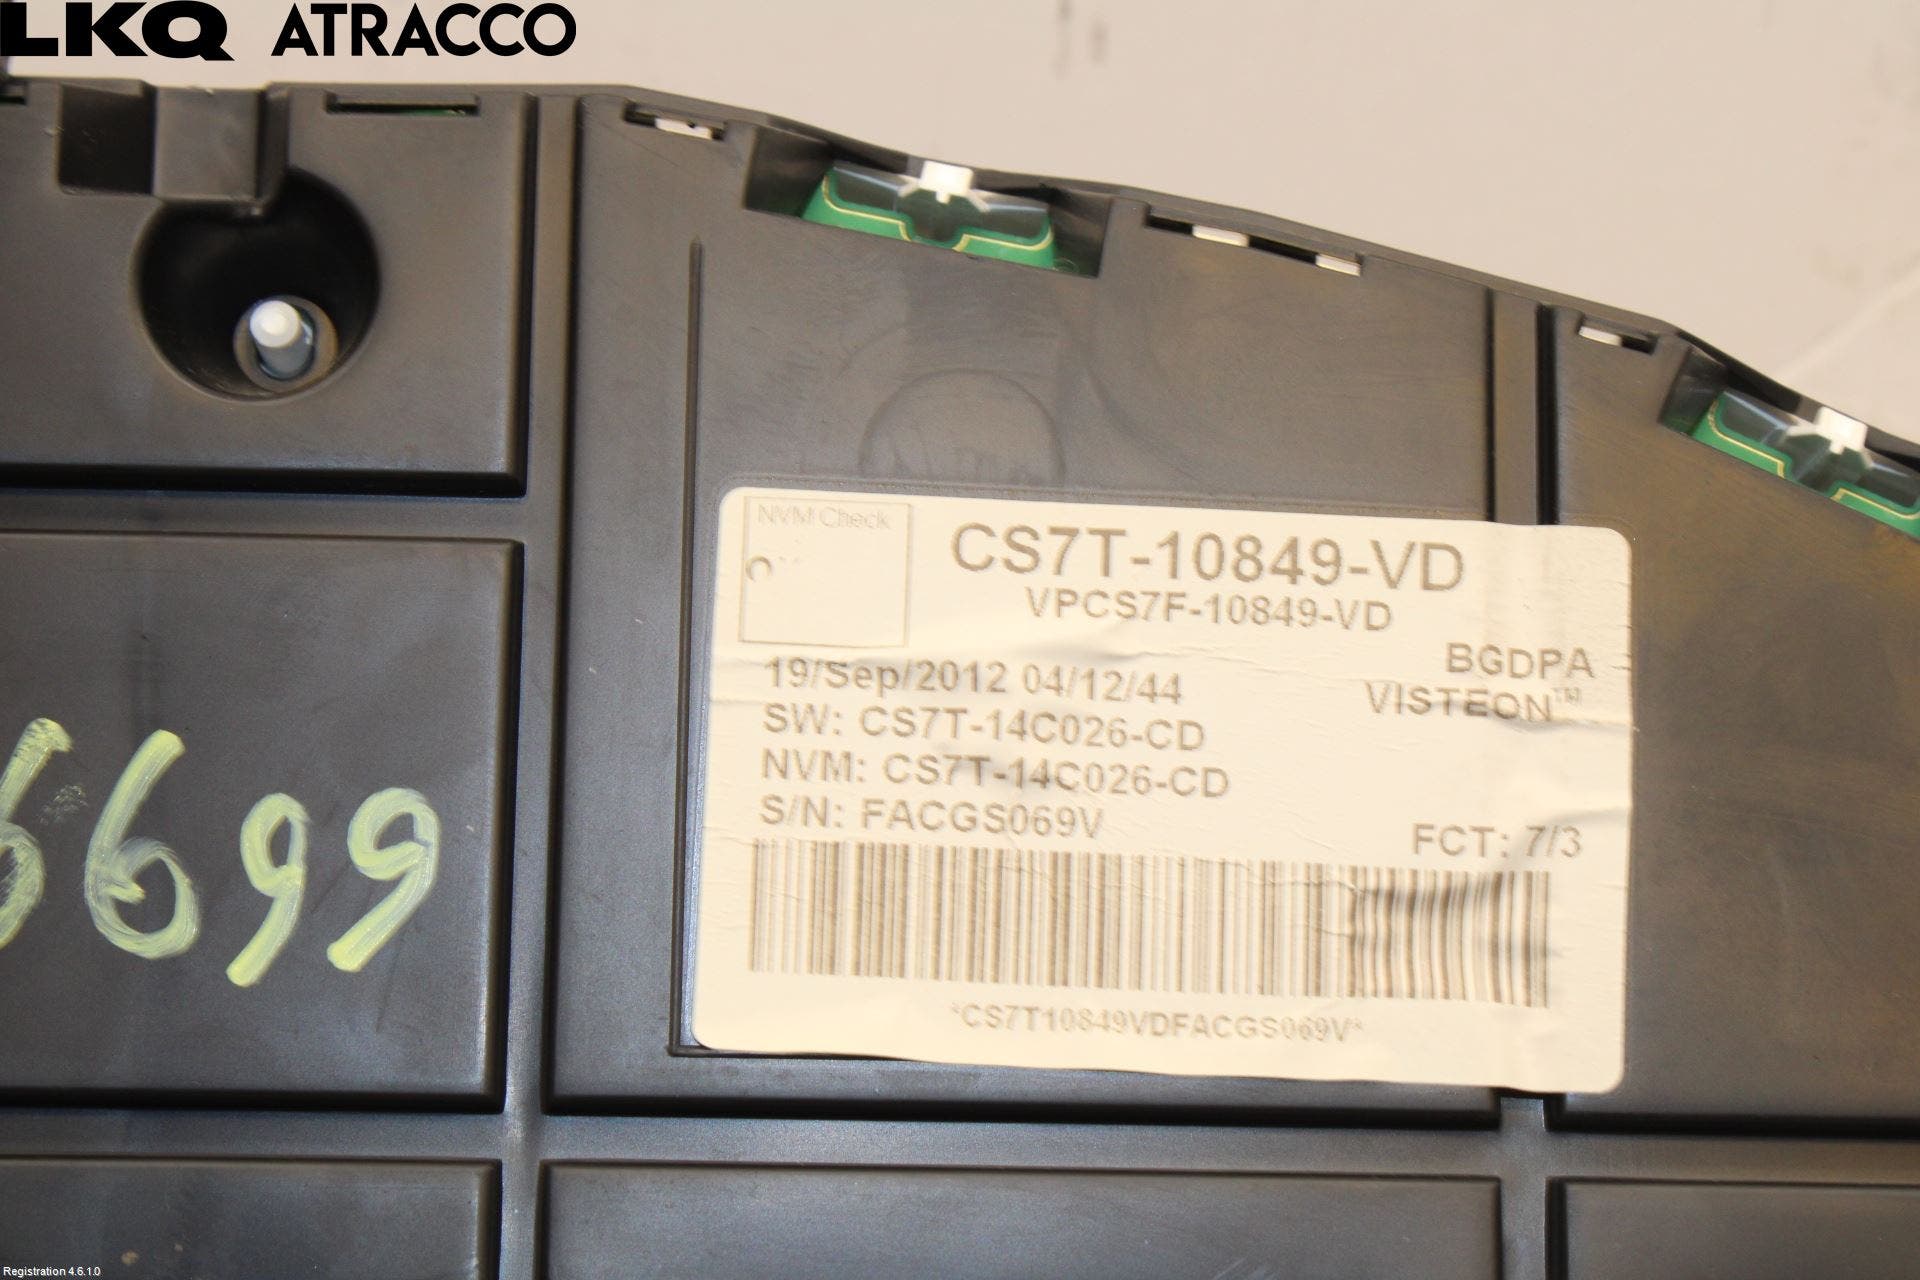 LKQ ATRACCO
NVM Check
CS7T-10849-VD
VPCS7F-10849-VD
BGDPA
VISTEON™
19/Sep/2012 04/12/44
SW: CS7T-14C026-CD
NVM: CS7T-14C026-CD
S/N: FACGS069V
FCT: 7/3
*CS7T10849VDFACGS069V*
6699
Registration 4.6.1.0